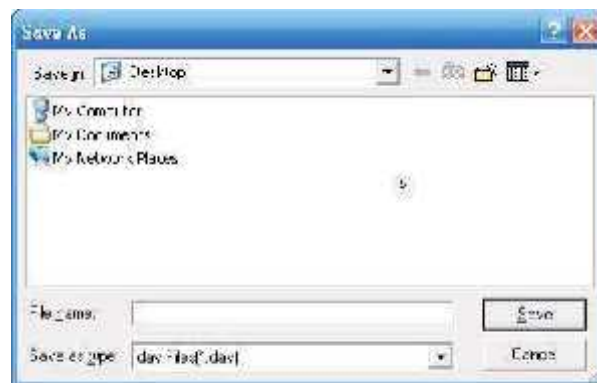 Save As
Save in: Desktop
My Computer
My Documents
My Network Places
File name:
Save
Save as type: dav Files(*.dav)
Cancel